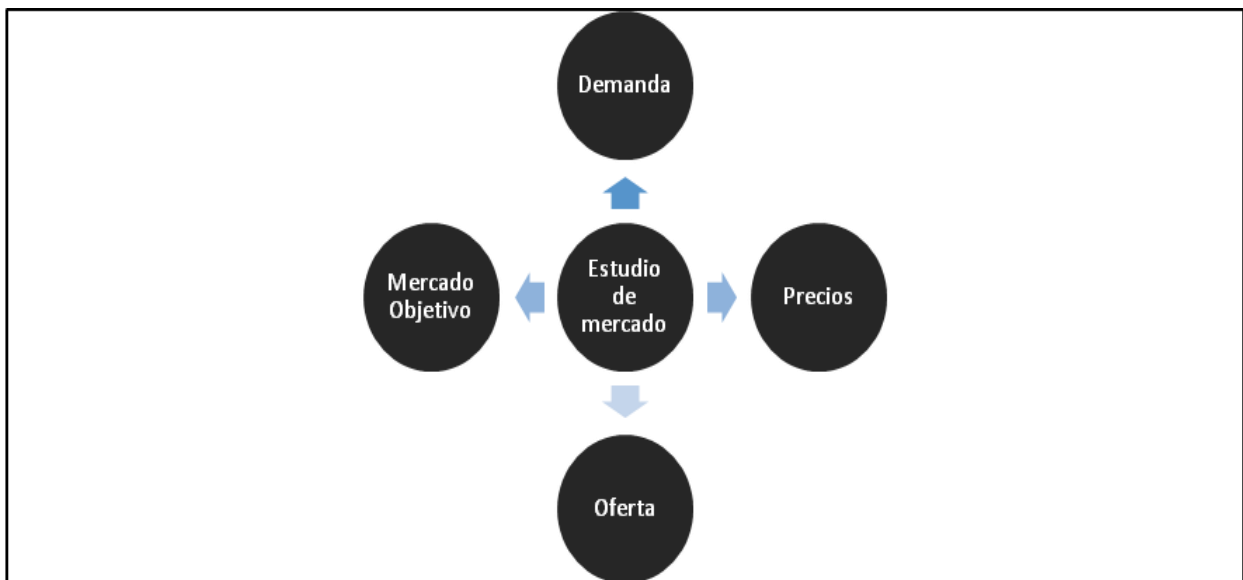 Demanda
Mercado
Objetivo
Estudio
de
mercado
Precios
Oferta